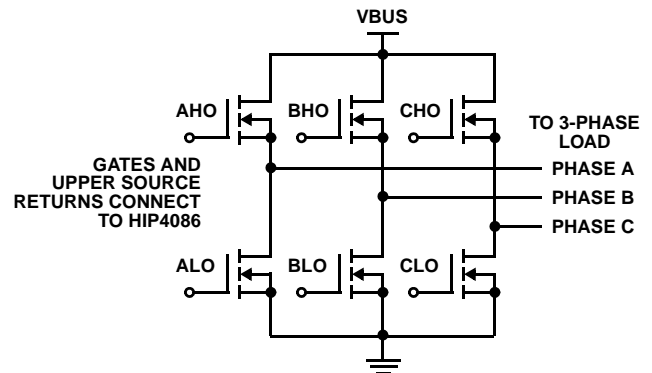 VBUS
AHO
BHO
CHO
TO 3-PHASE
LOAD
GATES AND
UPPER SOURCE
RETURNS CONNECT
TO HIP4086
PHASE A
PHASE B
PHASE C
ALO
BLO
CLO